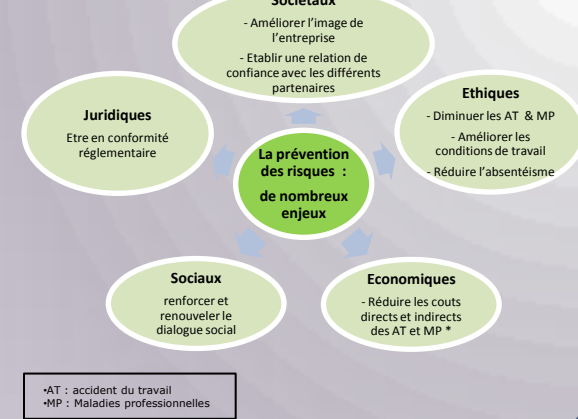 Sociétaux
- Améliorer l'image de
l'entreprise
- Etablir une relation de
confiance avec les différents
partenaires
Juridiques
Etre en conformité
réglementaire
Ethiques
- Diminuer les AT & MP
- Améliorer les
conditions de travail
- Réduire l'absentéisme
La prévention
des risques :
de nombreux
enjeux
Sociaux
renforcer et
renouveler le
dialogue social
Economiques
- Réduire les couts
directs et indirects
des AT et MP *
•AT : accident du travail
•MP : Maladies professionnelles